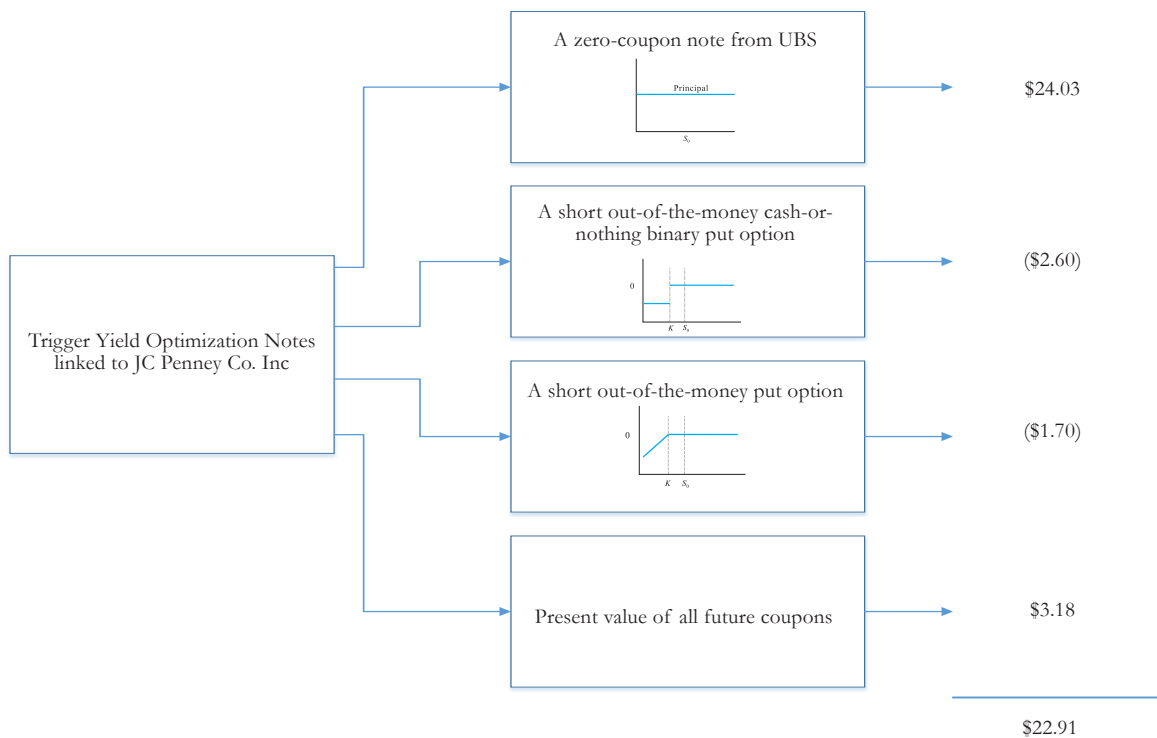 A zero-coupon note from UBS
Principal
S₀
$24.03
A short out-of-the-money cash-or-
nothing binary put option
0
K
S₀
($2.60)
Trigger Yield Optimization Notes
linked to JC Penney Co. Inc
A short out-of-the-money put option
0
K
S₀
($1.70)
Present value of all future coupons
$3.18
$22.91